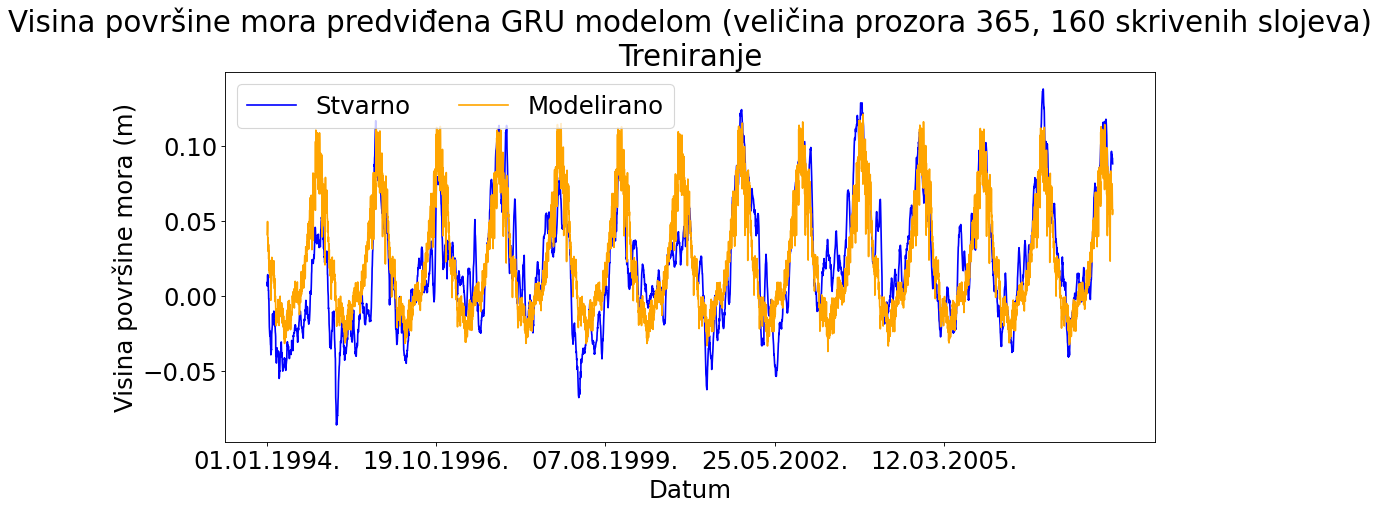 Visina površine mora predviđena GRU modelom (veličina prozora 365, 160 skrivenih slojeva)
Treniranje
Stvarno
Modelirano
Visina površine mora (m)
0.10
0.05
0.00
−0.05
01.01.1994.
19.10.1996.
07.08.1999.
25.05.2002.
12.03.2005.
Datum